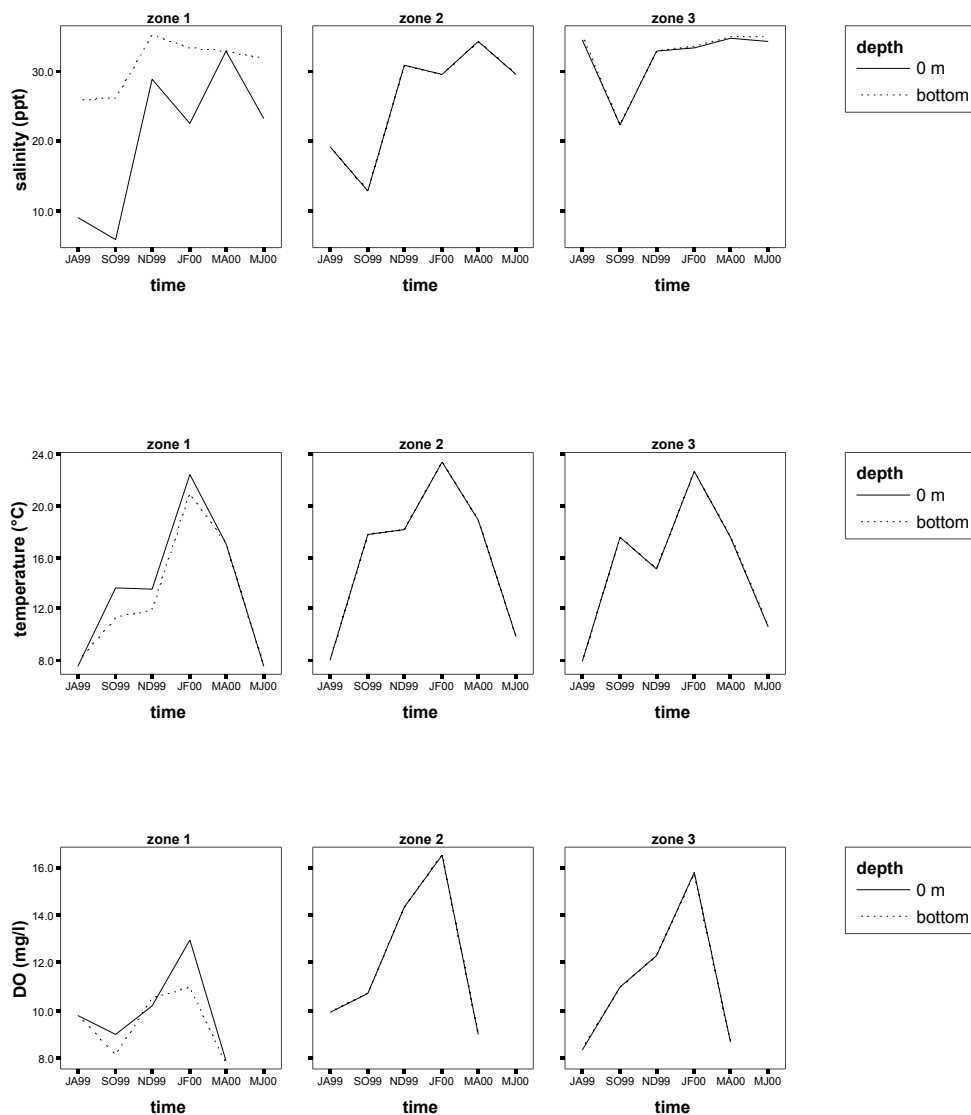 zone 1
zone 2
zone 3
salinity (ppt)
30.0
20.0
10.0
JA99 SO99 ND99 JF00 MA00 MJ00
JA99 SO99 ND99 JF00 MA00 MJ00
JA99 SO99 ND99 JF00 MA00 MJ00
time
time
time
depth
0 m
bottom
zone 1
zone 2
zone 3
temperature (°C)
24.0
20.0
16.0
12.0
8.0
JA99 SO99 ND99 JF00 MA00 MJ00
JA99 SO99 ND99 JF00 MA00 MJ00
JA99 SO99 ND99 JF00 MA00 MJ00
time
time
time
depth
0 m
bottom
zone 1
zone 2
zone 3
DO (mg/l)
16.0
14.0
12.0
10.0
8.0
JA99 SO99 ND99 JF00 MA00 MJ00
JA99 SO99 ND99 JF00 MA00 MJ00
JA99 SO99 ND99 JF00 MA00 MJ00
time
time
time
depth
0 m
bottom